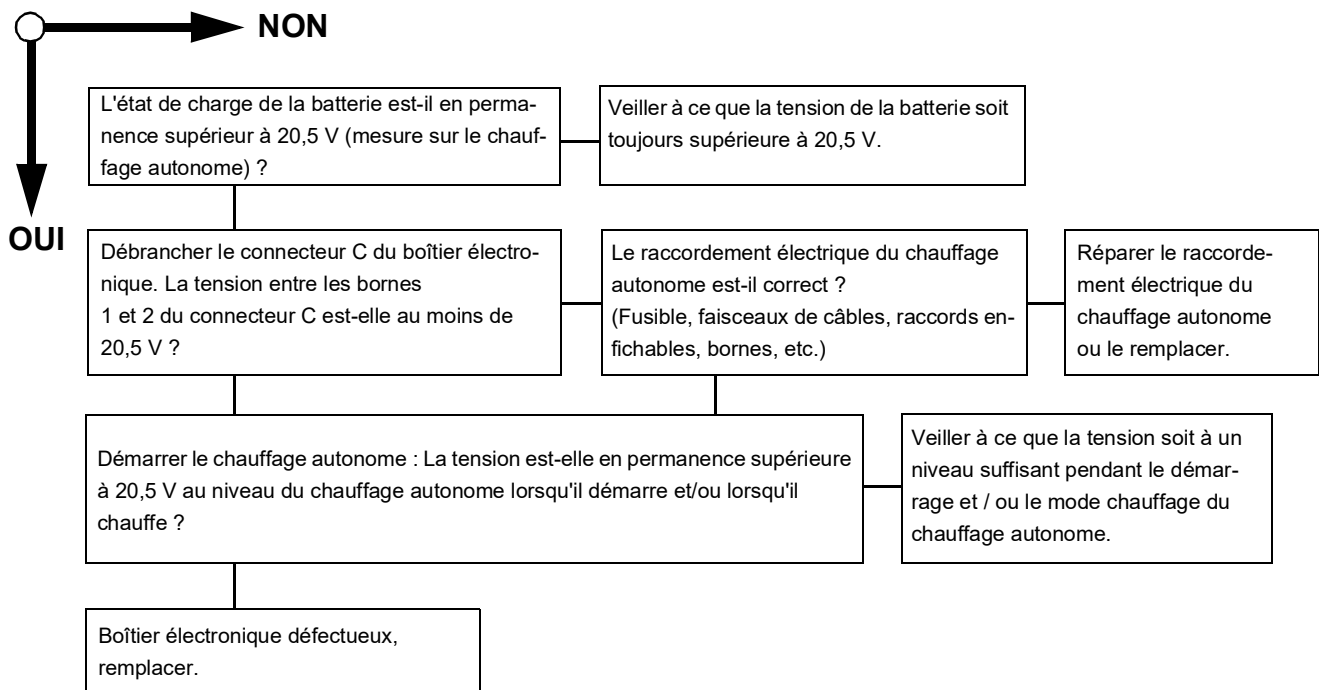 NON
OUI
L'état de charge de la batterie est-il en perma-
nence supérieur à 20,5 V (mesure sur le chauf-
fage autonome) ?
Veiller à ce que la tension de la batterie soit
toujours supérieure à 20,5 V.
Débrancher le connecteur C du boîtier électro-
nique. La tension entre les bornes
1 et 2 du connecteur C est-elle au moins de
20,5 V ?
Le raccordement électrique du chauffage
autonome est-il correct ?
(Fusible, faisceaux de câbles, raccords en-
fichables, bornes, etc.)
Réparer le raccorde-
ment électrique du
chauffage autonome
ou le remplacer.
Démarrer le chauffage autonome : La tension est-elle en permanence supérieure
à 20,5 V au niveau du chauffage autonome lorsqu'il démarre et/ou lorsqu'il
chauffe ?
Veiller à ce que la tension soit à un
niveau suffisant pendant le démar-
rage et / ou le mode chauffage du
chauffage autonome.
Boîtier électronique défectueux,
remplacer.